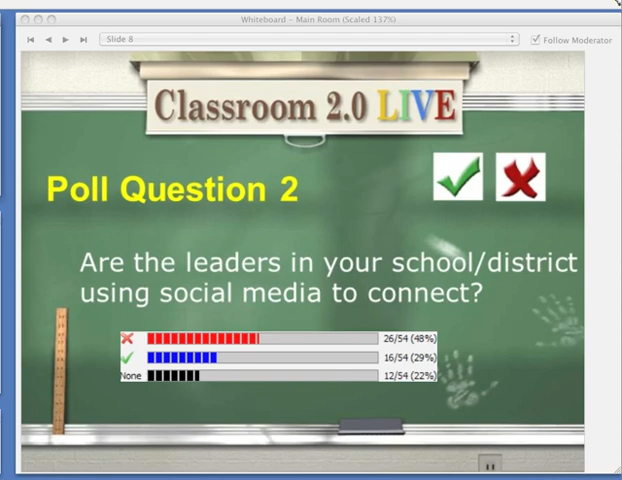 Whiteboard – Main Room (Scaled 137%)
Slide 8
Follow Moderator
Classroom 2.0 LIVE
Poll Question 2
Are the leaders in your school/district
using social media to connect?
26/54 (48%)
16/54 (29%)
None 12/54 (22%)